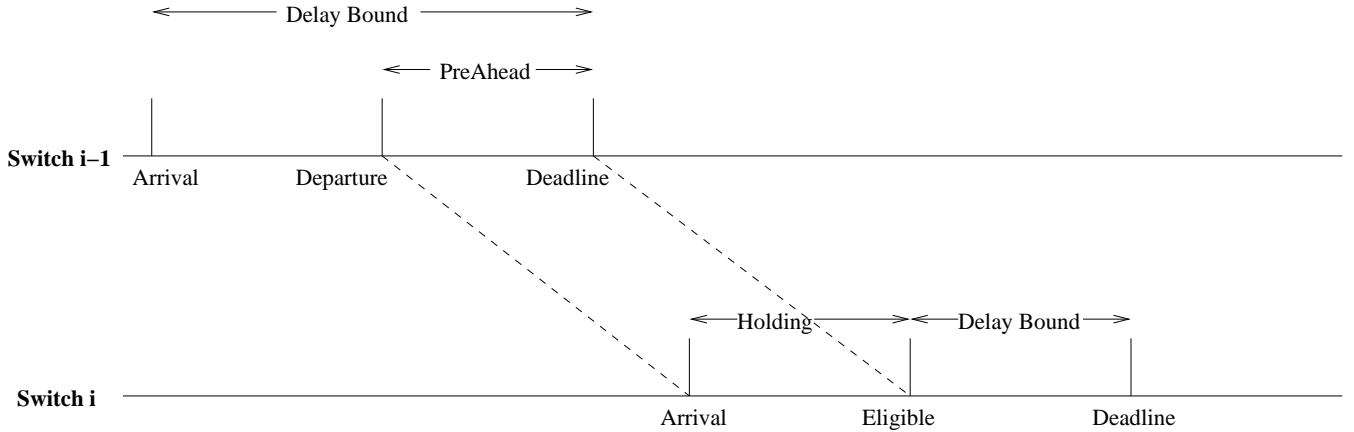 Delay Bound
PreAhead
Switch i−1
Arrival Departure Deadline
Holding Delay Bound
Switch i
Arrival Eligible Deadline